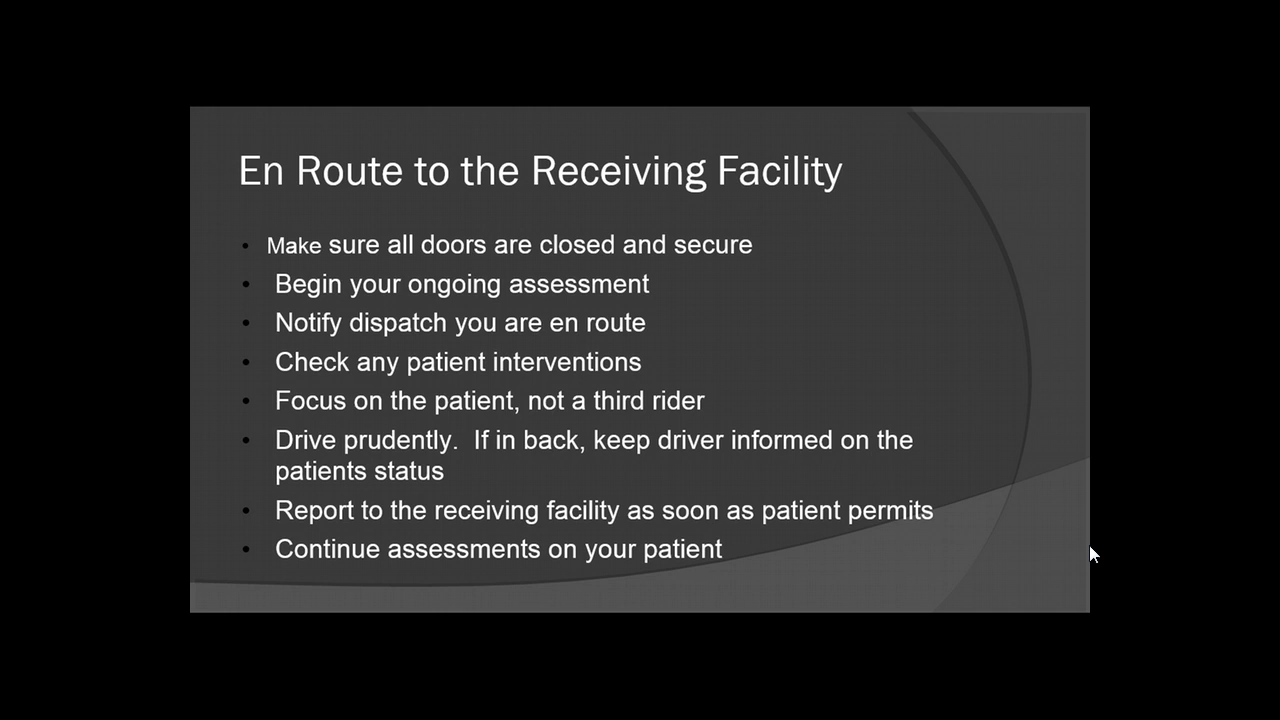 En Route to the Receiving Facility
• Make sure all doors are closed and secure
• Begin your ongoing assessment
• Notify dispatch you are en route
• Check any patient interventions
• Focus on the patient, not a third rider
• Drive prudently.  If in back, keep driver informed on the
patients status
• Report to the receiving facility as soon as patient permits
• Continue assessments on your patient